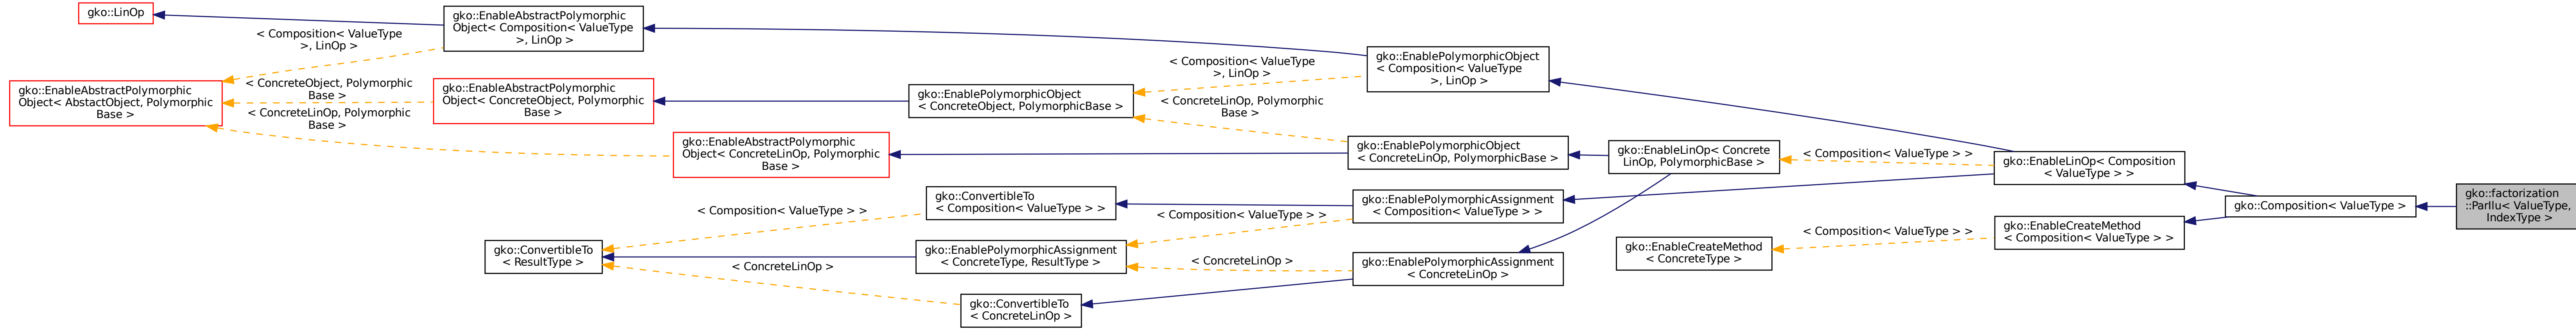 gko::LinOp
gko::EnableAbstractPolymorphic
Object< Composition< ValueType
>, LinOp >
< Composition< ValueType
>, LinOp >
gko::EnableAbstractPolymorphic
Object< AbstactObject, Polymorphic
Base >
< ConcreteObject, Polymorphic
Base >
< ConcreteLinOp, Polymorphic
Base >
gko::EnableAbstractPolymorphic
Object< ConcreteObject, Polymorphic
Base >
gko::EnableAbstractPolymorphic
Object< ConcreteLinOp, Polymorphic
Base >
gko::EnablePolymorphicObject
< ConcreteObject, PolymorphicBase >
< Composition< ValueType
>, LinOp >
< ConcreteLinOp, Polymorphic
Base >
gko::EnablePolymorphicObject
< Composition< ValueType
>, LinOp >
gko::EnablePolymorphicObject
< ConcreteLinOp, PolymorphicBase >
gko::EnableLinOp< Concrete
LinOp, PolymorphicBase >
< Composition< ValueType > >
gko::EnableLinOp< Composition
< ValueType > >
gko::ConvertibleTo
< ResultType >
< Composition< ValueType > >
gko::ConvertibleTo
< Composition< ValueType > >
gko::EnablePolymorphicAssignment
< ConcreteType, ResultType >
< ConcreteLinOp >
gko::ConvertibleTo
< ConcreteLinOp >
< Composition< ValueType > >
< ConcreteLinOp >
gko::EnablePolymorphicAssignment
< Composition< ValueType > >
gko::EnablePolymorphicAssignment
< ConcreteLinOp >
gko::EnableCreateMethod
< ConcreteType >
< Composition< ValueType > >
gko::EnableCreateMethod
< Composition< ValueType > >
gko::Composition< ValueType >
gko::factorization
::ParIlu< ValueType,
IndexType >